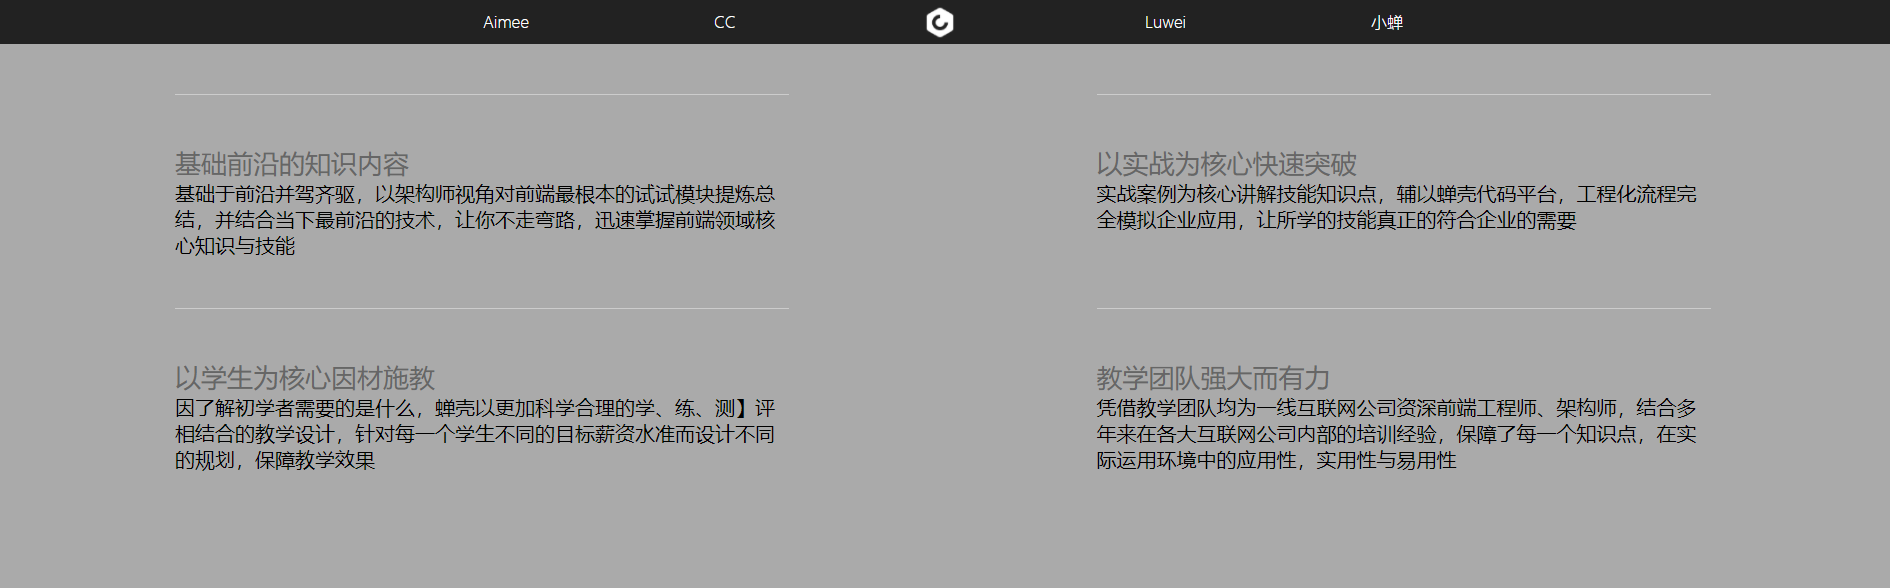 Aimee
CC
Luwei
小蝉
基础前沿的知识内容
基础于前沿并驾齐驱，以架构师视角对前端最根本的试试模块提炼总
结，并结合当下最前沿的技术，让你不走弯路，迅速掌握前端领域核
心知识与技能
以实战为核心快速突破
实战案例为核心讲解技能知识点，辅以蝉壳代码平台，工程化流程完
全模拟企业应用，让所学的技能真正的符合企业的需要
以学生为核心因材施教
因了解初学者需要的是什么，蝉壳以更加科学合理的学、练、测】评
相结合的教学设计，针对每一个学生不同的目标薪资水准而设计不同
的规划，保障教学效果
教学团队强大而有力
凭借教学团队均为一线互联网公司资深前端工程师、架构师，结合多
年来在各大互联网公司内部的培训经验，保障了每一个知识点，在实
际运用环境中的应用性，实用性与易用性